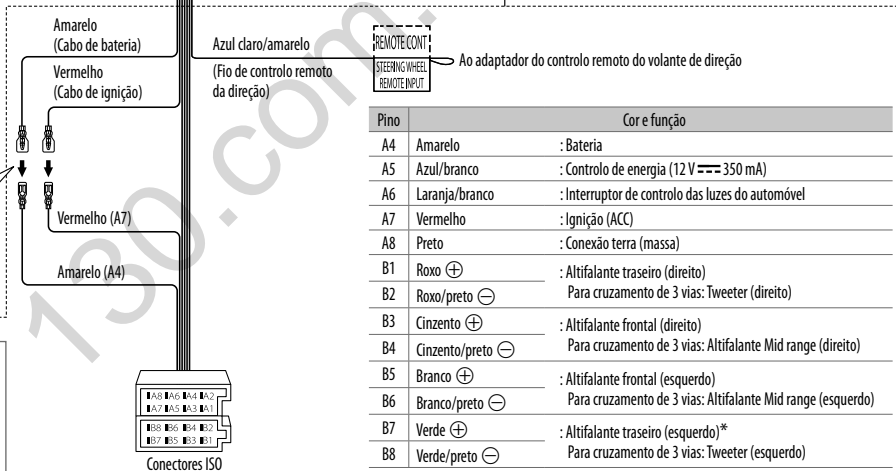 Amarelo
(Cabo de bateria)
Vermelho
(Cabo de ignição)
Azul claro/amarelo
(Fio de controlo remoto
da direção)
REMOTE CONT
STEERING WHEEL
REMOTE INPUT
Ao adaptador do controlo remoto do volante de direção
Vermelho (A7)
Amarelo (A4)
A8 A6 A4 A2
A7 A5 A3 A1
B8 B6 B4 B2
B7 B5 B3 B1
Conectores ISO
Pino Cor e função
A4 Amarelo : Bateria
A5 Azul/branco : Controlo de energia (12 V ⎓ 350 mA)
A6 Laranja/branco : Interruptor de controlo das luzes do automóvel
A7 Vermelho : Ignição (ACC)
A8 Preto : Conexão terra (massa)
B1 Roxo ⊕ : Altifalante traseiro (direito)
B2 Roxo/preto ⊖ Para cruzamento de 3 vias: Tweeter (direito)
B3 Cinzento ⊕ : Altifalante frontal (direito)
B4 Cinzento/preto ⊖ Para cruzamento de 3 vias: Altifalante Mid range (direito)
B5 Branco ⊕ : Altifalante frontal (esquerdo)
B6 Branco/preto ⊖ Para cruzamento de 3 vias: Altifalante Mid range (esquerdo)
B7 Verde ⊕ : Altifalante traseiro (esquerdo)*
B8 Verde/preto ⊖ Para cruzamento de 3 vias: Tweeter (esquerdo)
130.com.